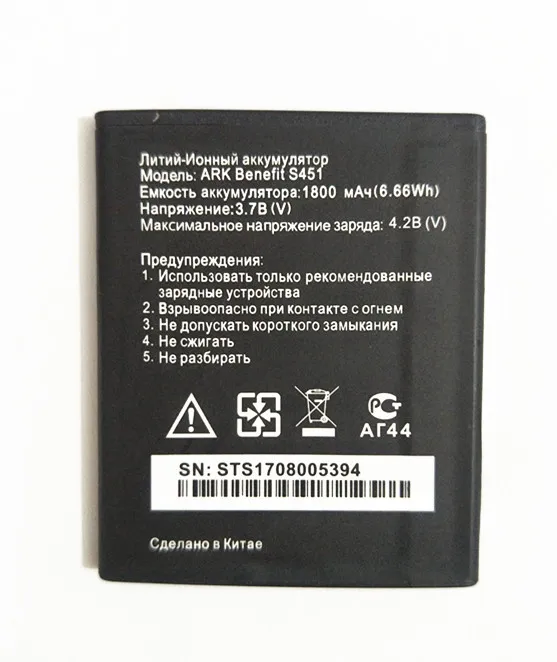 Литий-Ионный аккумулятор
Модель: ARK Benefit S451
Емкость аккумулятора:1800 мАч(6.66Wh)
Напряжение:3.7В (V)
Максимальное напряжение заряда: 4.2В (V)
Предупреждения:
1. Использовать только рекомендованные
зарядные устройства
2. Взрывоопасно при контакте с огнем
3. Не допускать короткого замыкания
4. Не сжигать
5. Не разбирать
АГ44
SN: STS1708005394
Сделано в Китае